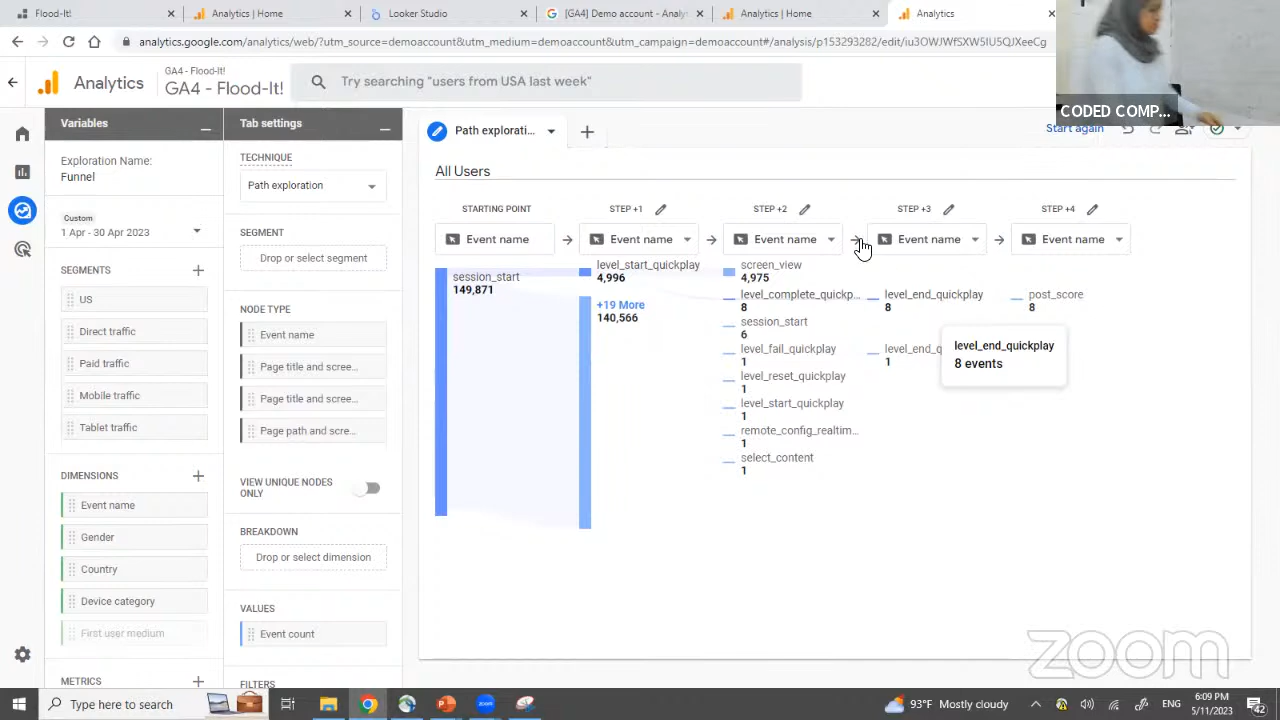 Flood-It!
Analytics | Home
Looker Studio
[GA4] Demo account - Analy
Analytics | Home
Analytics
analytics.google.com/analytics/web/?utm_source=demoaccount&utm_medium=demoaccount&utm_campaign=demoaccount#/analysis/p153293282/edit/iu3OWJWfSXW5IU5QJXeeCg
Analytics
GA4 - Flood-It!
GA4 - Flood-It!
Try searching "users from USA last week"
CODED COMP...
Variables
Tab settings
Path explorati...
Start again
Exploration Name:
Funnel
Custom
1 Apr - 30 Apr 2023
SEGMENTS
US
Direct traffic
Paid traffic
Mobile traffic
Tablet traffic
DIMENSIONS
Event name
Gender
Country
Device category
First user medium
METRICS
TECHNIQUE
Path exploration
SEGMENT
Drop or select segment
NODE TYPE
Event name
Page title and scree...
Page title and scree...
Page path and scre...
VIEW UNIQUE NODES
ONLY
BREAKDOWN
Drop or select dimension
VALUES
Event count
FILTERS
All Users
STARTING POINT
STEP +1
STEP +2
STEP +3
STEP +4
Event name
Event name
Event name
Event name
Event name
session_start
149,871
level_start_quickplay
4,996
+19 More
140,566
screen_view
4,975
level_complete_quickp...
8
session_start
6
level_fail_quickplay
1
level_reset_quickplay
1
level_start_quickplay
1
remote_config_realtim...
1
select_content
1
level_end_quickplay
8
level_end_q
1
post_score
8
level_end_quickplay
8 events
zoom
Type here to search
93°F Mostly cloudy
ENG
6:09 PM
5/11/2023
42